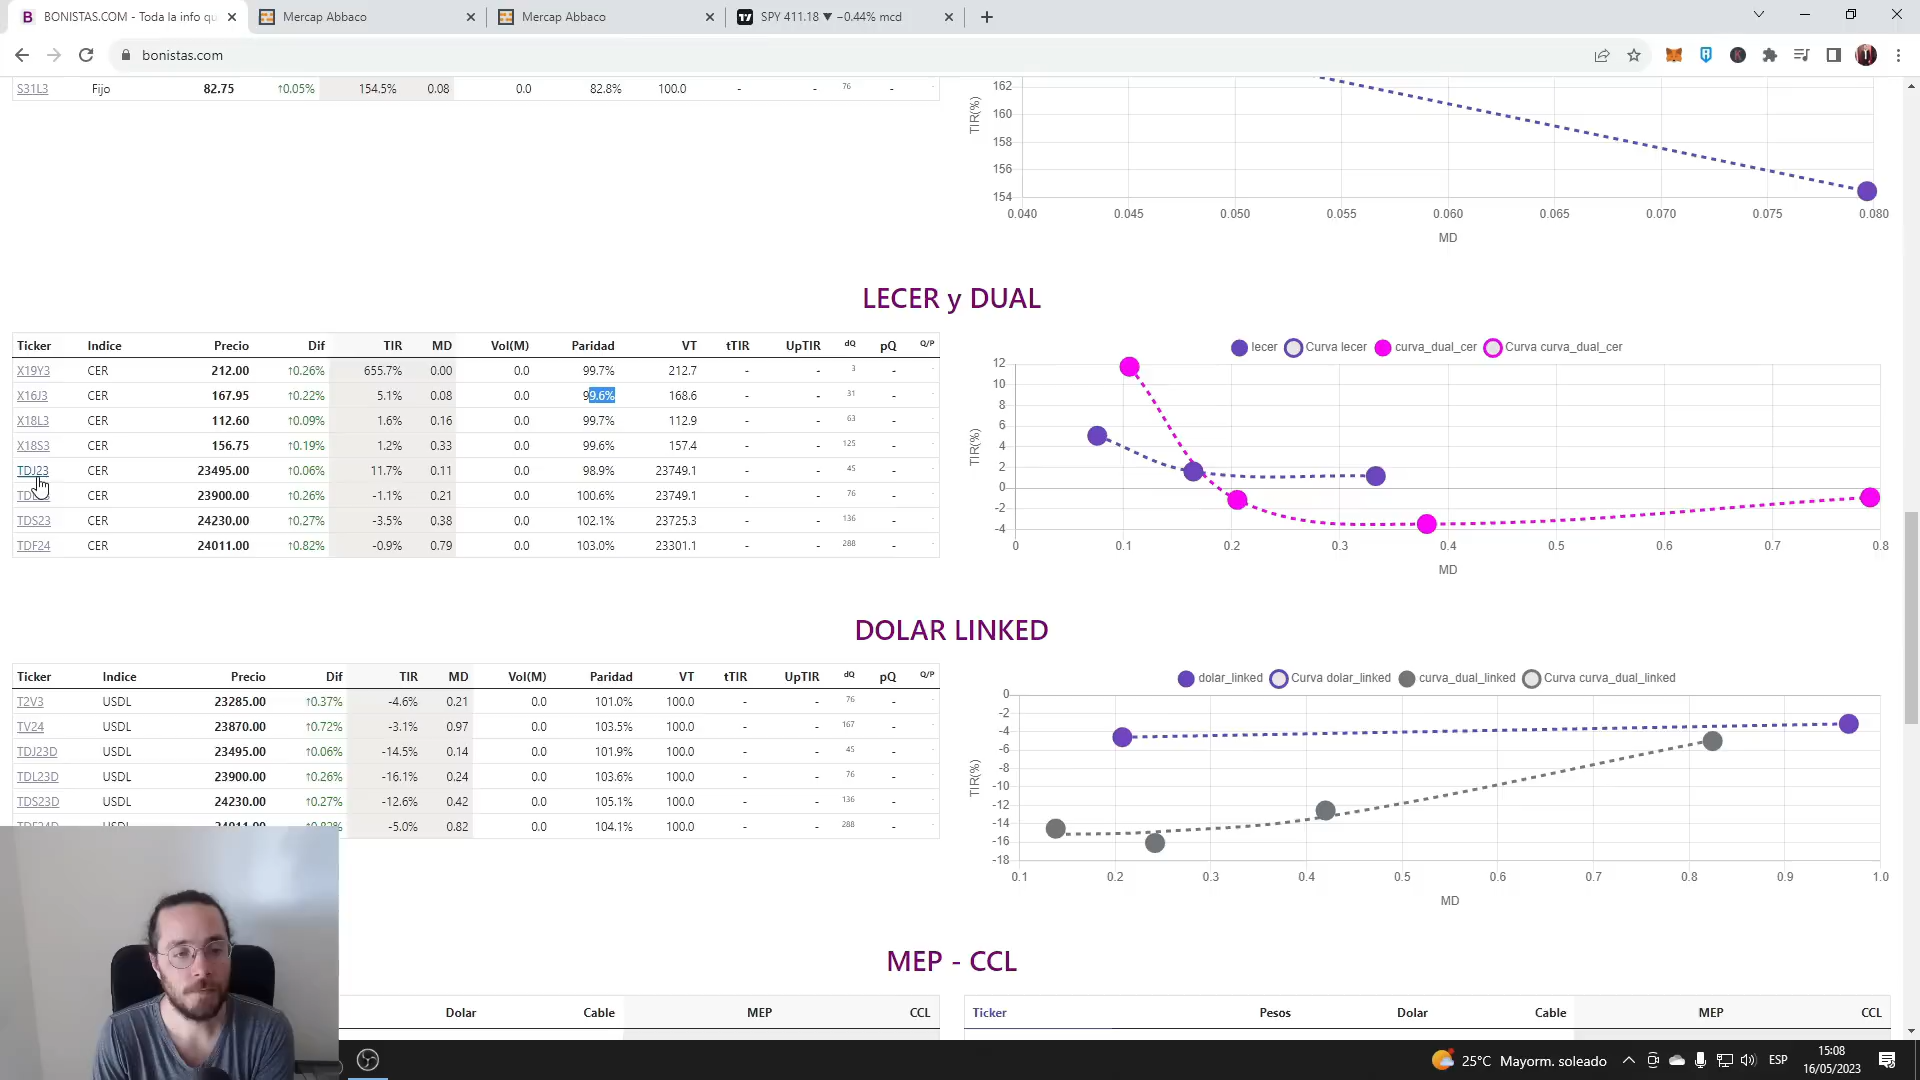 BONISTAS.COM - Toda la info qu
Mercap Abbaco
Mercap Abbaco
SPY 411.18 ▼ −0.44% mcd
bonistas.com
S31L3 Fijo 82.75 ↑0.05% 154.5% 0.08 0.0 82.8% 100.0 - - 76 - -
TIR(%)
162
160
158
156
154
0.040 0.045 0.050 0.055 0.060 0.065 0.070 0.075 0.080
MD
LECER y DUAL
Ticker Indice Precio Dif TIR MD Vol(M) Paridad VT tTIR UpTIR dQ pQ Q/P
X19Y3 CER 212.00 ↑0.26% 655.7% 0.00 0.0 99.7% 212.7 - - 3 - -
X16J3 CER 167.95 ↑0.22% 5.1% 0.08 0.0 99.6% 168.6 - - 31 - -
X18L3 CER 112.60 ↑0.09% 1.6% 0.16 0.0 99.7% 112.9 - - 63 - -
X18S3 CER 156.75 ↑0.19% 1.2% 0.33 0.0 99.6% 157.4 - - 125 - -
TDJ23 CER 23495.00 ↑0.06% 11.7% 0.11 0.0 98.9% 23749.1 - - 45 - -
CER 23900.00 ↑0.26% -1.1% 0.21 0.0 100.6% 23749.1 - - 76 - -
TDS23 CER 24230.00 ↑0.27% -3.5% 0.38 0.0 102.1% 23725.3 - - 136 - -
TDF24 CER 24011.00 ↑0.82% -0.9% 0.79 0.0 103.0% 23301.1 - - 288 - -
lecer Curva lecer curva_dual_cer Curva curva_dual_cer
TIR(%)
12
10
8
6
4
2
0
-2
-4
0 0.1 0.2 0.3 0.4 0.5 0.6 0.7 0.8
MD
DOLAR LINKED
Ticker Indice Precio Dif TIR MD Vol(M) Paridad VT tTIR UpTIR dQ pQ Q/P
T2V3 USDL 23285.00 ↑0.37% -4.6% 0.21 0.0 101.0% 100.0 - - 76 - -
TV24 USDL 23870.00 ↑0.72% -3.1% 0.97 0.0 103.5% 100.0 - - 167 - -
TDJ23D USDL 23495.00 ↑0.06% -14.5% 0.14 0.0 101.9% 100.0 - - 45 - -
TDL23D USDL 23900.00 ↑0.26% -16.1% 0.24 0.0 103.6% 100.0 - - 76 - -
TDS23D USDL 24230.00 ↑0.27% -12.6% 0.42 0.0 105.1% 100.0 - - 136 - -
TDF24D USDL 24011.00 ↑0.82% -5.0% 0.82 0.0 104.1% 100.0 - - 288 - -
dolar_linked Curva dolar_linked curva_dual_linked Curva curva_dual_linked
TIR(%)
0
-2
-4
-6
-8
-10
-12
-14
-16
-18
0.1 0.2 0.3 0.4 0.5 0.6 0.7 0.8 0.9 1.0
MD
MEP - CCL
Dolar Cable MEP CCL
Ticker Pesos Dolar Cable MEP CCL
25°C Mayorm. soleado
ESP
15:08
16/05/2023